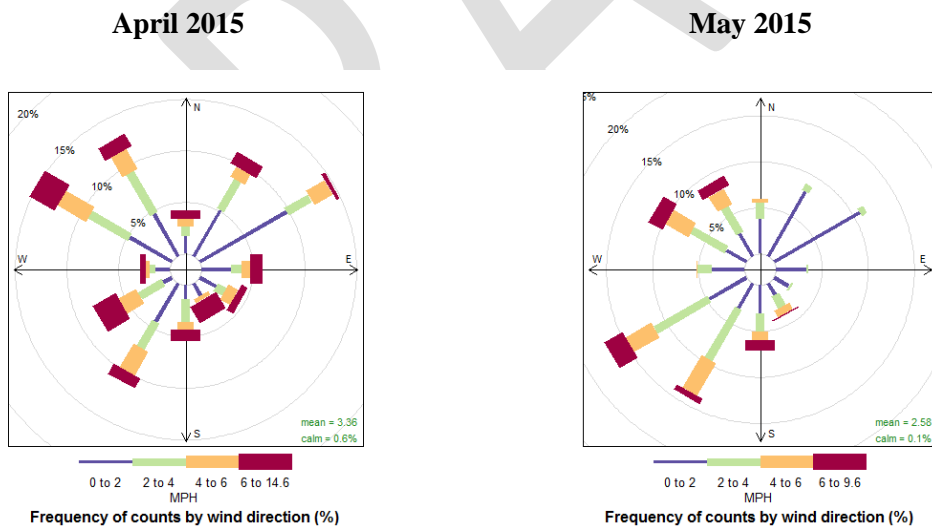 April 2015
May 2015
N
20%
15%
10%
5%
W
E
S
mean = 3.36
calm = 0.6%
0 to 2 2 to 4 4 to 6 6 to 14.6
MPH
Frequency of counts by wind direction (%)
N
20%
15%
10%
5%
W
E
S
mean = 2.58
calm = 0.1%
0 to 2 2 to 4 4 to 6 6 to 9.6
MPH
Frequency of counts by wind direction (%)